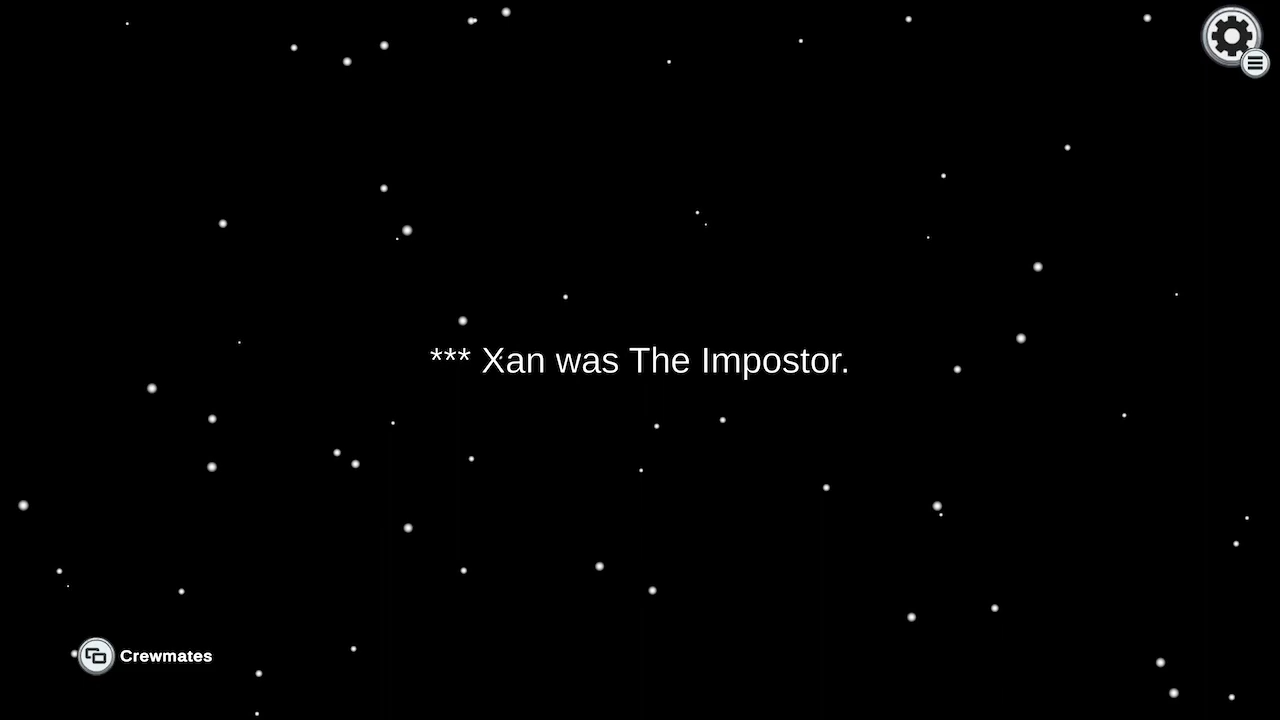 *** Xan was The Impostor.
Crewmates